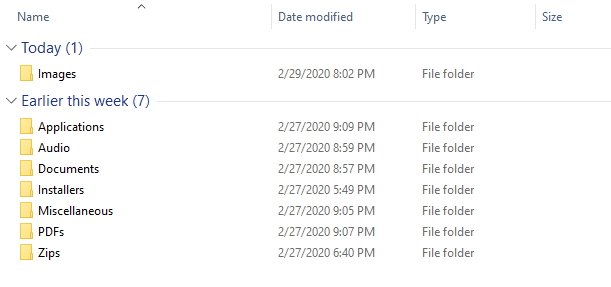 Name Date modified Type Size
Today (1)
Images 2/29/2020 8:02 PM File folder
Earlier this week (7)
Applications 2/27/2020 9:09 PM File folder
Audio 2/27/2020 8:59 PM File folder
Documents 2/27/2020 8:57 PM File folder
Installers 2/27/2020 5:49 PM File folder
Miscellaneous 2/27/2020 9:05 PM File folder
PDFs 2/27/2020 9:07 PM File folder
Zips 2/27/2020 6:40 PM File folder